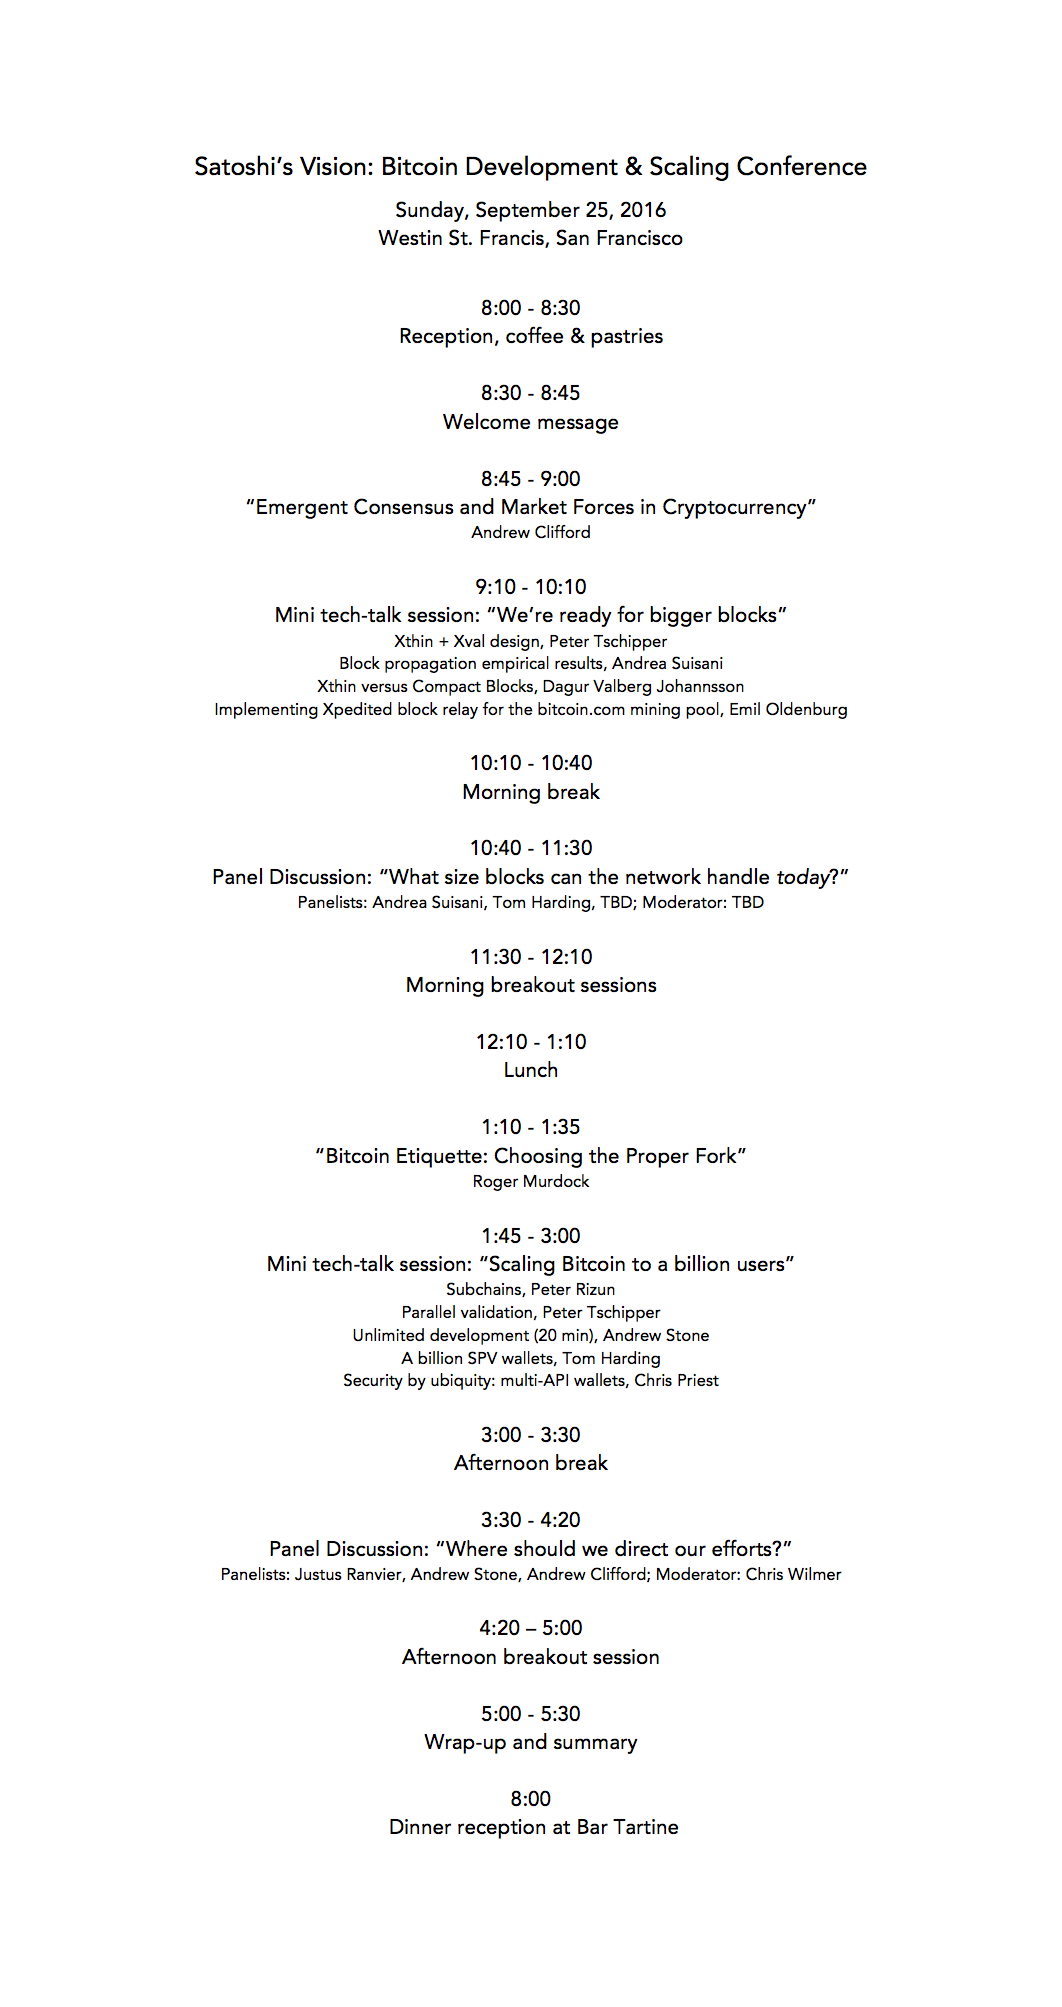 Satoshi’s Vision: Bitcoin Development & Scaling Conference
Sunday, September 25, 2016
Westin St. Francis, San Francisco
8:00 - 8:30
Reception, coffee & pastries
8:30 - 8:45
Welcome message
8:45 - 9:00
“Emergent Consensus and Market Forces in Cryptocurrency”
Andrew Clifford
9:10 - 10:10
Mini tech-talk session: “We’re ready for bigger blocks”
Xthin + Xval design, Peter Tschipper
Block propagation empirical results, Andrea Suisani
Xthin versus Compact Blocks, Dagur Valberg Johannsson
Implementing Xpedited block relay for the bitcoin.com mining pool, Emil Oldenburg
10:10 - 10:40
Morning break
10:40 - 11:30
Panel Discussion: “What size blocks can the network handle today?”
Panelists: Andrea Suisani, Tom Harding, TBD; Moderator: TBD
11:30 - 12:10
Morning breakout sessions
12:10 - 1:10
Lunch
1:10 - 1:35
“Bitcoin Etiquette: Choosing the Proper Fork”
Roger Murdock
1:45 - 3:00
Mini tech-talk session: “Scaling Bitcoin to a billion users”
Subchains, Peter Rizun
Parallel validation, Peter Tschipper
Unlimited development (20 min), Andrew Stone
A billion SPV wallets, Tom Harding
Security by ubiquity: multi-API wallets, Chris Priest
3:00 - 3:30
Afternoon break
3:30 - 4:20
Panel Discussion: “Where should we direct our efforts?”
Panelists: Justus Ranvier, Andrew Stone, Andrew Clifford; Moderator: Chris Wilmer
4:20 – 5:00
Afternoon breakout session
5:00 - 5:30
Wrap-up and summary
8:00
Dinner reception at Bar Tartine